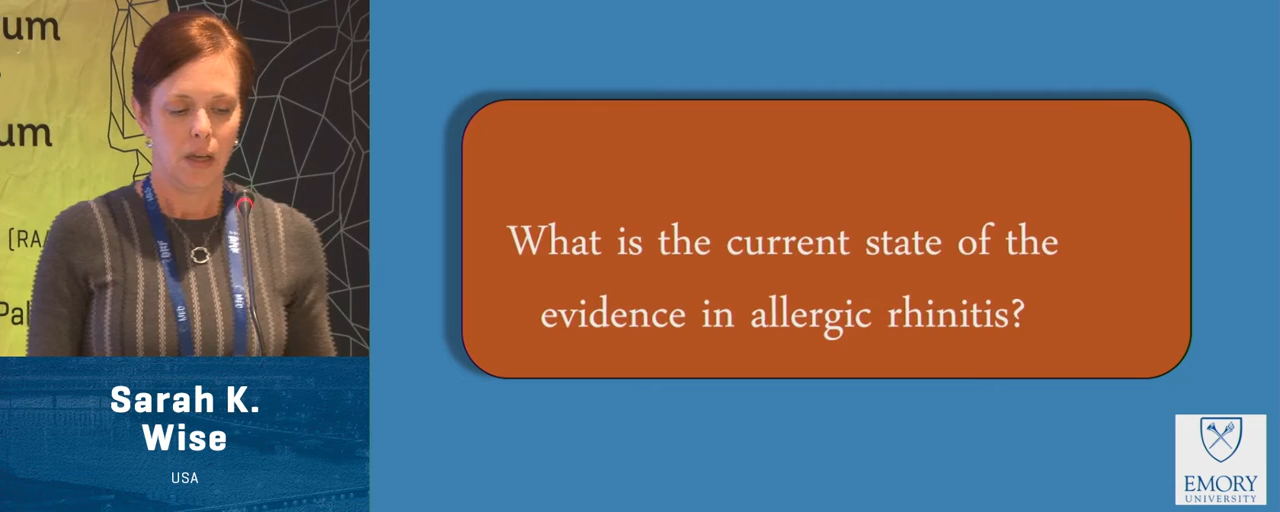 um
um
(RA
Pal
Sarah K.
Wise
USA
What is the current state of the
evidence in allergic rhinitis?
EMORY
UNIVERSITY